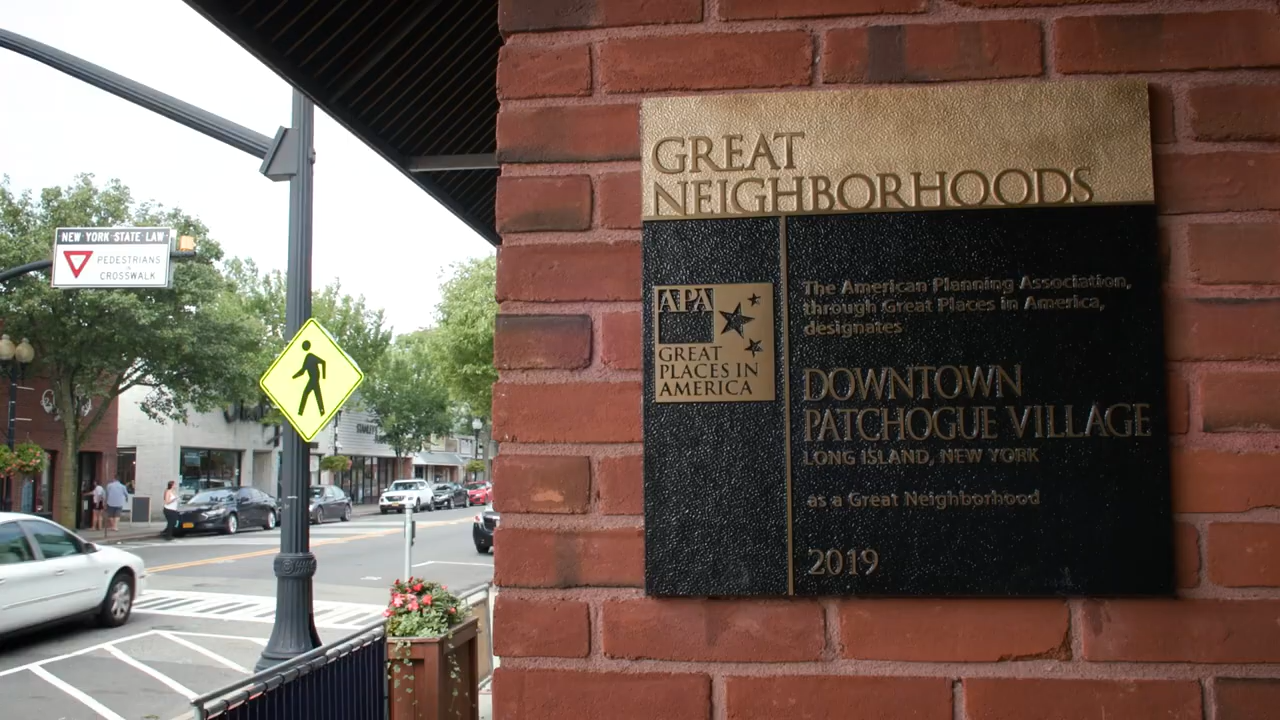 NEW YORK STATE LAW
PEDESTRIANS
CROSSWALK
GREAT
NEIGHBORHOODS
APA
GREAT
PLACES IN
AMERICA
The American Planning Association,
through Great Places in America,
designates
DOWNTOWN
PATCHOGUE VILLAGE
LONG ISLAND, NEW YORK
as a Great Neighborhood
2019